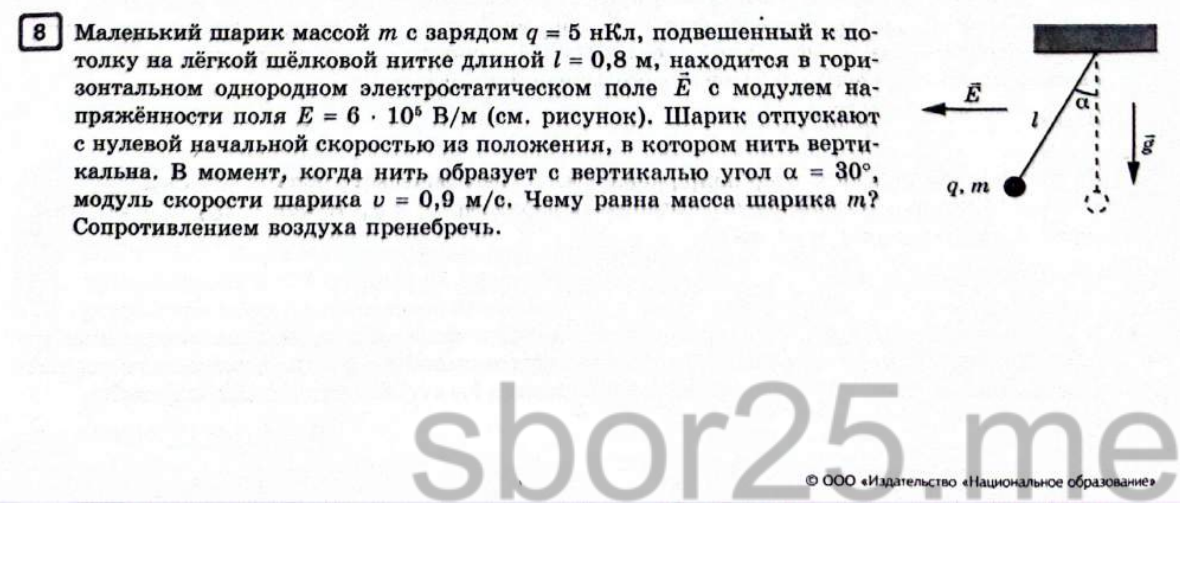 8 Маленький шарик массой m с зарядом q = 5 нКл, подвешенный к по-
толку на лёгкой шёлковой нитке длиной l = 0,8 м, находится в гори-
зонтальном однородном электростатическом поле E⃗ с модулем на-
пряжённости поля E = 6 · 10⁵ В/м (см. рисунок). Шарик отпускают
с нулевой начальной скоростью из положения, в котором нить верти-
кальна. В момент, когда нить образует с вертикалью угол α = 30°,
модуль скорости шарика υ = 0,9 м/с. Чему равна масса шарика m?
Сопротивлением воздуха пренебречь.
E⃗
α
l
g⃗
q, m
sbor25.me
© ООО «Издательство «Национальное образование»